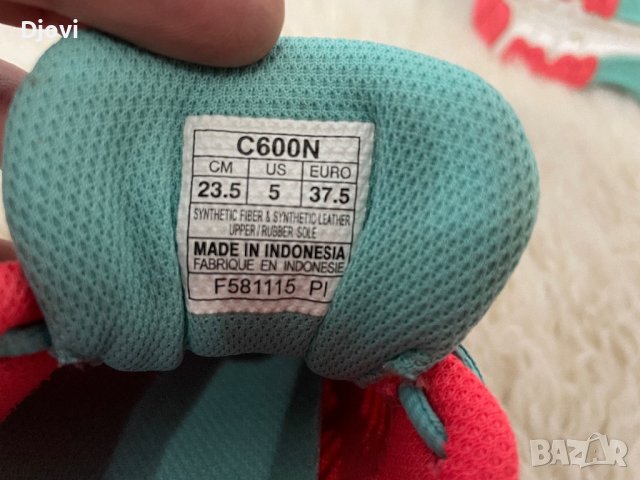 Djevi
C600N
CM US EURO
23.5 5 37.5
SYNTHETIC FIBER & SYNTHETIC LEATHER
UPPER / RUBBER SOLE
MADE IN INDONESIA
FABRIQUE EN INDONESIE
F581115 PI
BAZAR